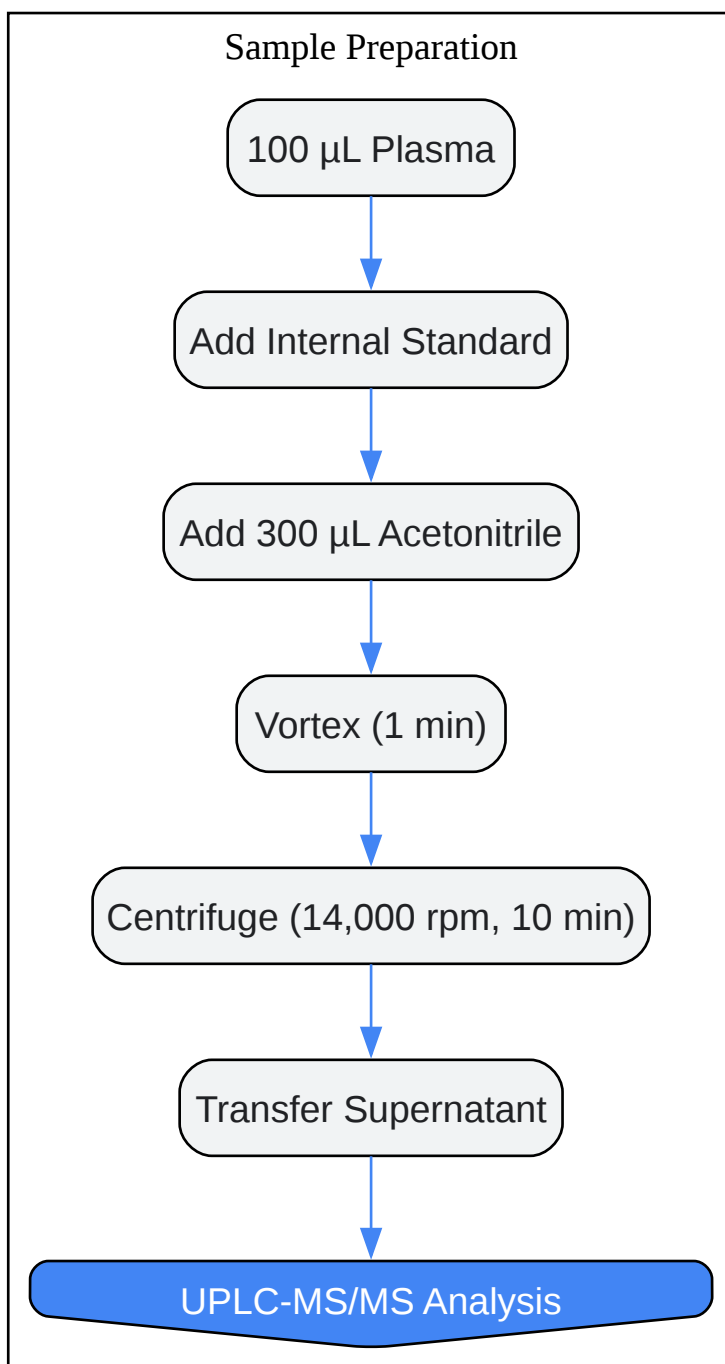 Sample Preparation
100 µL Plasma
Add Internal Standard
Add 300 µL Acetonitrile
Vortex (1 min)
Centrifuge (14,000 rpm, 10 min)
Transfer Supernatant
UPLC-MS/MS Analysis